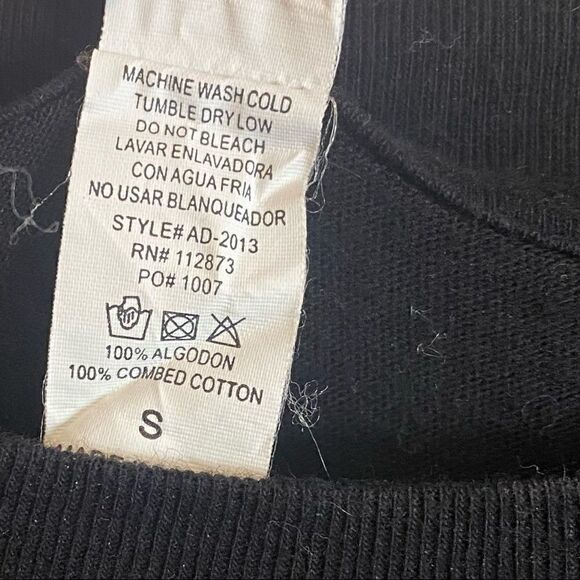 MACHINE WASH COLD
TUMBLE DRY LOW
DO NOT BLEACH
LAVAR ENLAVADORA
CON AGUA FRIA
NO USAR BLANQUEADOR
STYLE# AD-2013
RN# 112873
PO# 1007
100% ALGODON
100% COMBED COTTON
S